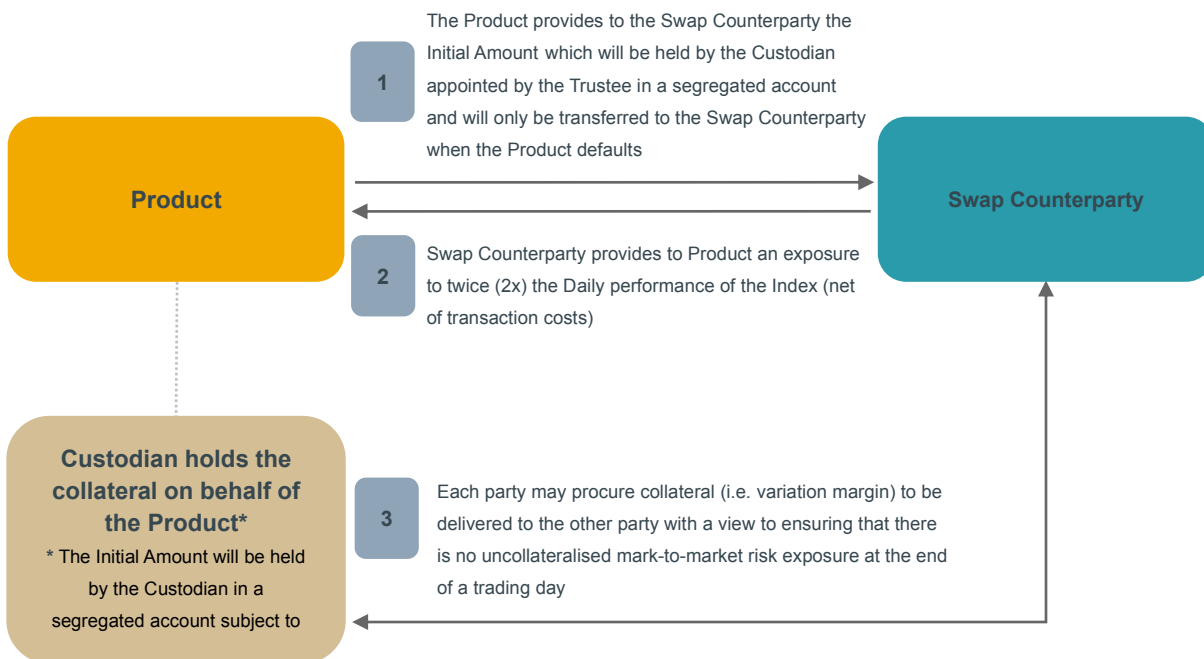 The Product provides to the Swap Counterparty the
Initial Amount which will be held by the Custodian
appointed by the Trustee in a segregated account
and will only be transferred to the Swap Counterparty
when the Product defaults
1
Product
Swap Counterparty
2
Swap Counterparty provides to Product an exposure
to twice (2x) the Daily performance of the Index (net
of transaction costs)
Custodian holds the
collateral on behalf of
the Product*
* The Initial Amount will be held
by the Custodian in a
segregated account subject to
3
Each party may procure collateral (i.e. variation margin) to be
delivered to the other party with a view to ensuring that there
is no uncollateralised mark-to-market risk exposure at the end
of a trading day